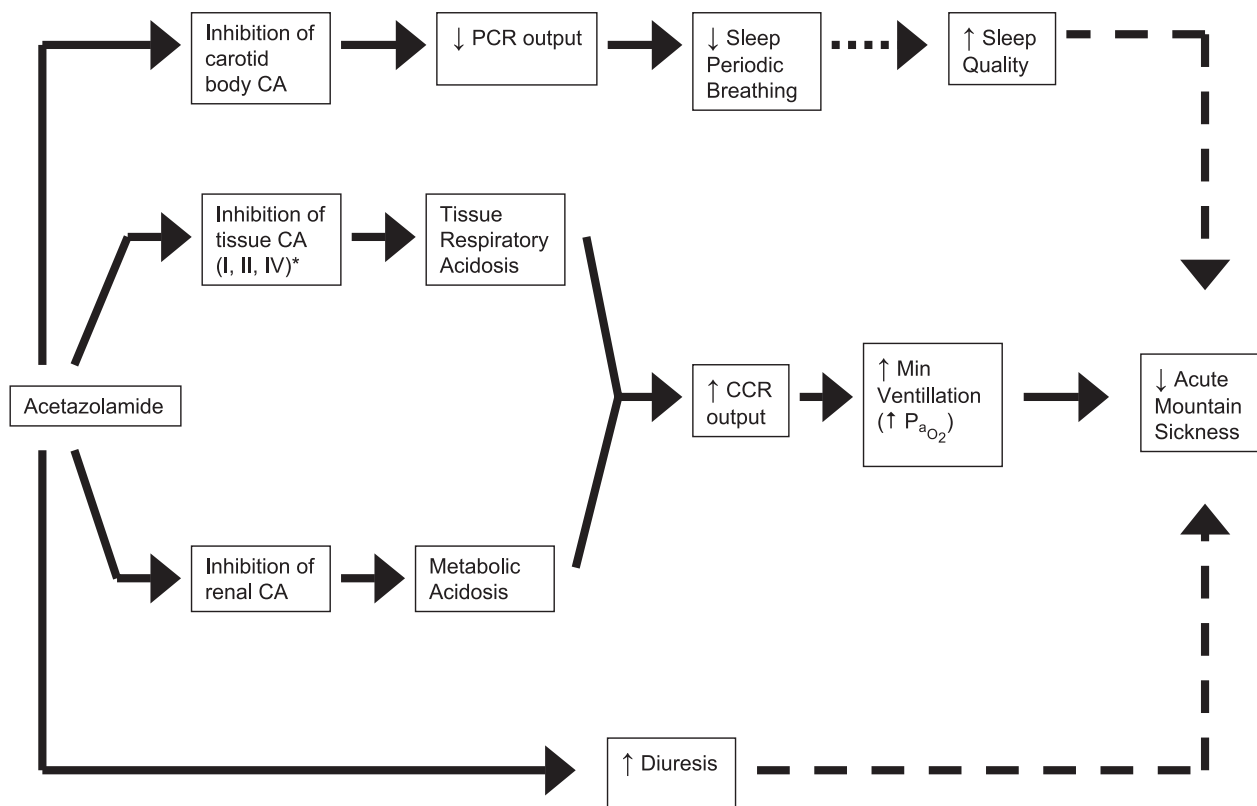 Inhibition of
carotid
body CA
↓ PCR output
↓ Sleep
Periodic
Breathing
↑ Sleep
Quality
Inhibition of
tissue CA
(I, II, IV)*
Tissue
Respiratory
Acidosis
Acetazolamide
↑ CCR
output
↑ Min
Ventillation
(↑ PaO2)
↓ Acute
Mountain
Sickness
Inhibition of
renal CA
Metabolic
Acidosis
↑ Diuresis